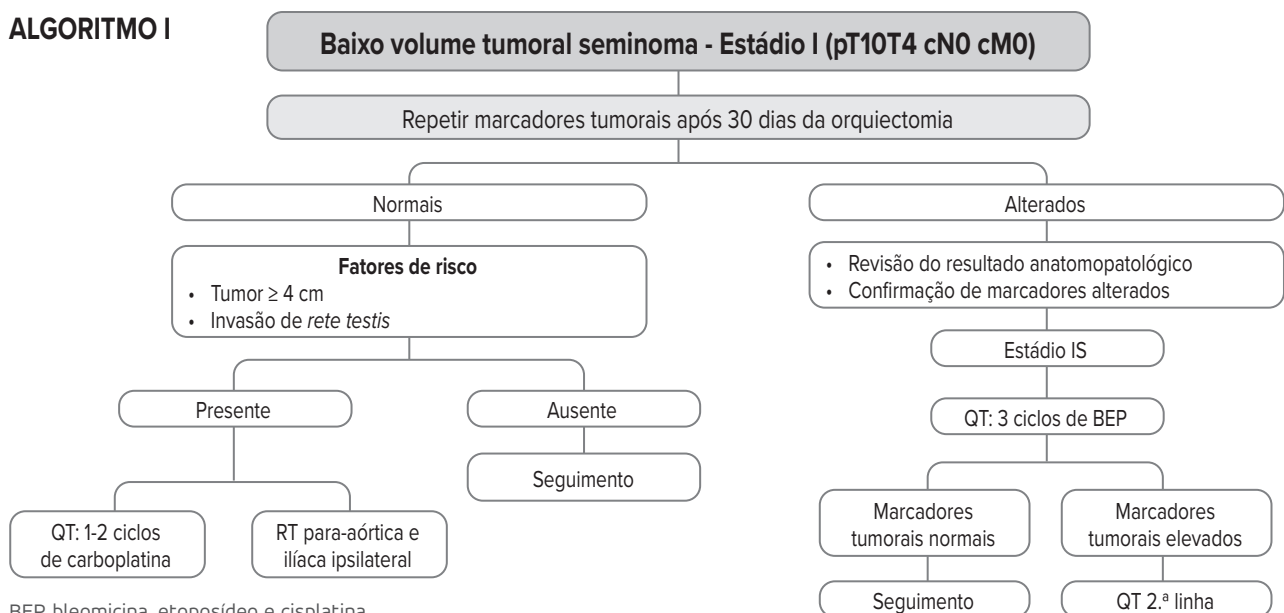 ALGORITMO I
Baixo volume tumoral seminoma - Estádio I (pT10T4 cN0 cM0)
Repetir marcadores tumorais após 30 dias da orquiectomia
Normais
Alterados
Fatores de risco
• Tumor ≥ 4 cm
• Invasão de rete testis
• Revisão do resultado anatomopatológico
• Confirmação de marcadores alterados
Estádio IS
Presente
Ausente
QT: 3 ciclos de BEP
Seguimento
QT: 1-2 ciclos
de carboplatina
RT para-aórtica e
ilíaca ipsilateral
Marcadores
tumorais normais
Marcadores
tumorais elevados
Seguimento
QT 2.ª linha
BEP, bleomicina, etoposídeo e cisplatina